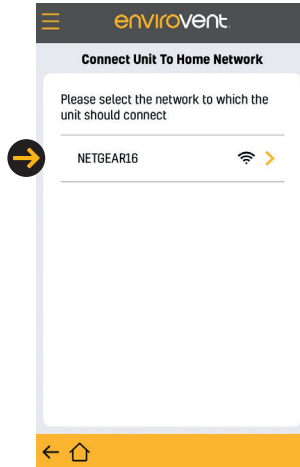 envirovent.
Connect Unit To Home Network
Please select the network to which the
unit should connect
NETGEAR16